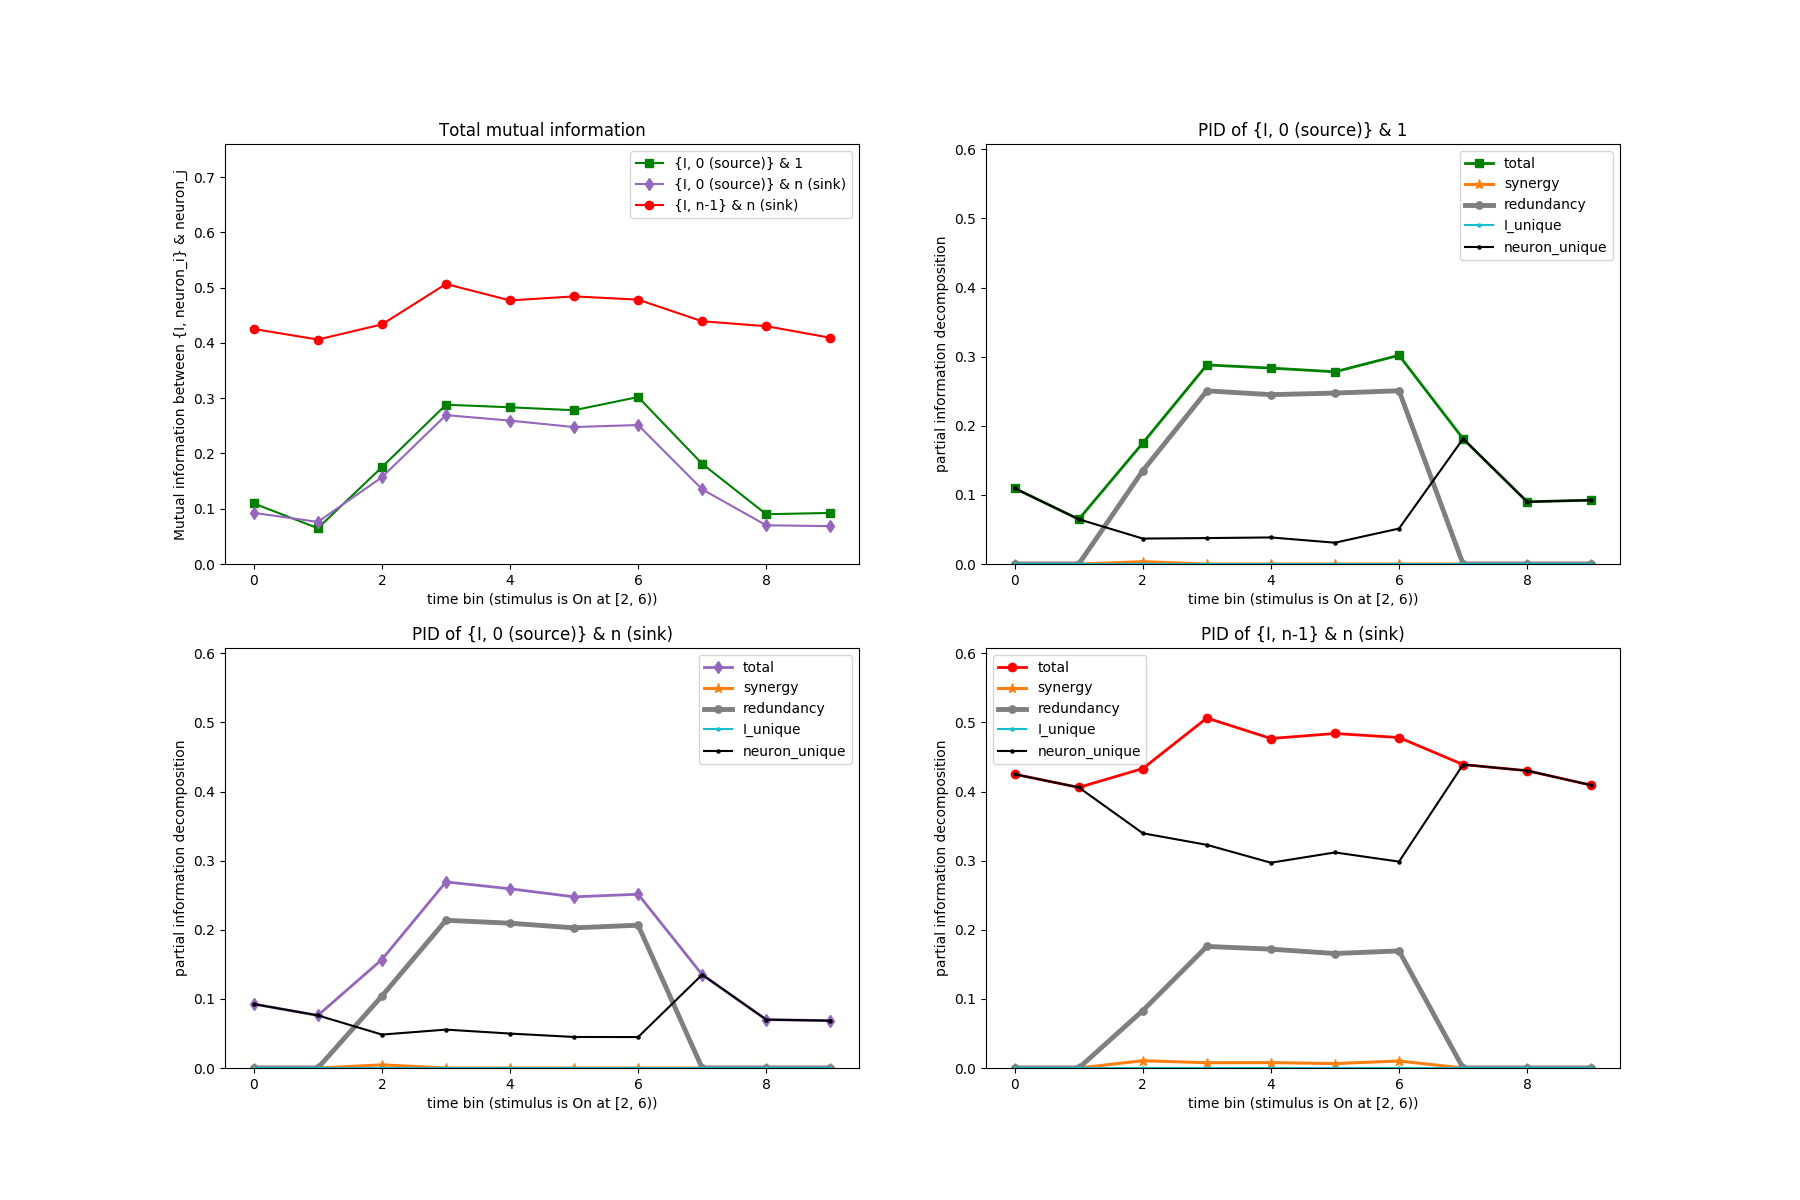 Total mutual information
Mutual information between {I, neuron_i} & neuron_j
0.7
0.6
0.5
0.4
0.3
0.2
0.1
0.0
{I, 0 (source)} & 1
{I, 0 (source)} & n (sink)
{I, n-1} & n (sink)
0 2 4 6 8
time bin (stimulus is On at [2, 6))
PID of {I, 0 (source)} & 1
partial information decomposition
0.6
0.5
0.4
0.3
0.2
0.1
0.0
total
synergy
redundancy
I_unique
neuron_unique
0 2 4 6 8
time bin (stimulus is On at [2, 6))
PID of {I, 0 (source)} & n (sink)
partial information decomposition
0.6
0.5
0.4
0.3
0.2
0.1
0.0
total
synergy
redundancy
I_unique
neuron_unique
0 2 4 6 8
time bin (stimulus is On at [2, 6))
PID of {I, n-1} & n (sink)
partial information decomposition
0.6
0.5
0.4
0.3
0.2
0.1
0.0
total
synergy
redundancy
I_unique
neuron_unique
0 2 4 6 8
time bin (stimulus is On at [2, 6))